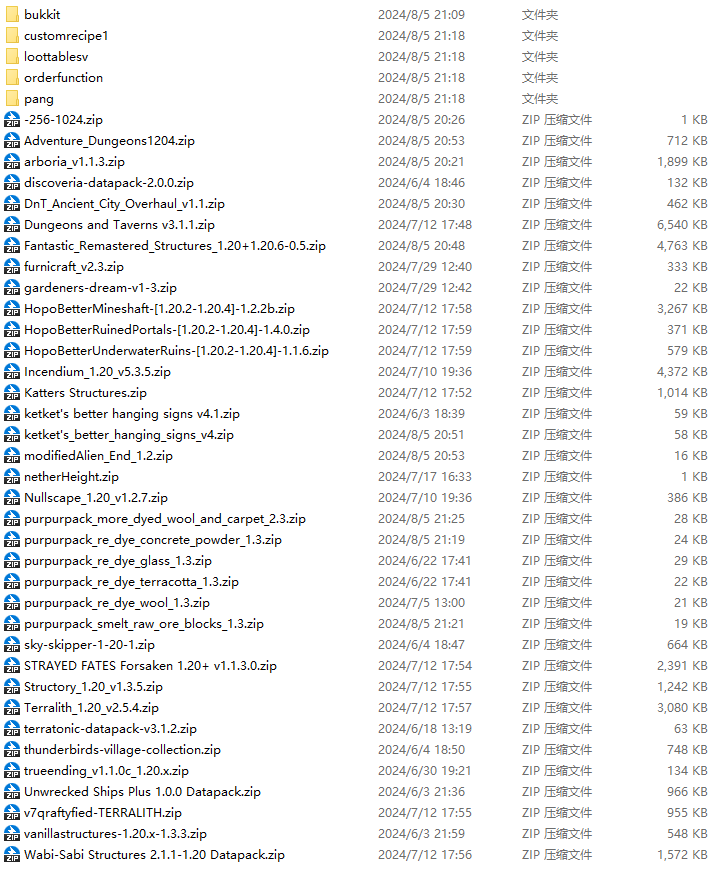 bukkit 2024/8/5 21:09 文件夹
customrecipe1 2024/8/5 21:18 文件夹
loottablesv 2024/8/5 21:18 文件夹
orderfunction 2024/8/5 21:18 文件夹
pang 2024/8/5 21:18 文件夹
-256-1024.zip 2024/8/5 20:26 ZIP 压缩文件 1 KB
Adventure_Dungeons1204.zip 2024/8/5 20:53 ZIP 压缩文件 712 KB
arboria_v1.1.3.zip 2024/8/5 20:21 ZIP 压缩文件 1,899 KB
discoveria-datapack-2.0.0.zip 2024/6/4 18:46 ZIP 压缩文件 132 KB
DnT_Ancient_City_Overhaul_v1.1.zip 2024/8/5 20:30 ZIP 压缩文件 462 KB
Dungeons and Taverns v3.1.1.zip 2024/7/12 17:48 ZIP 压缩文件 6,540 KB
Fantastic_Remastered_Structures_1.20+1.20.6-0.5.zip 2024/8/5 20:48 ZIP 压缩文件 4,763 KB
furnicraft_v2.3.zip 2024/7/29 12:40 ZIP 压缩文件 333 KB
gardeners-dream-v1-3.zip 2024/7/29 12:42 ZIP 压缩文件 22 KB
HopoBetterMineshaft-[1.20.2-1.20.4]-1.2.2b.zip 2024/7/12 17:58 ZIP 压缩文件 3,267 KB
HopoBetterRuinedPortals-[1.20.2-1.20.4]-1.4.0.zip 2024/7/12 17:59 ZIP 压缩文件 371 KB
HopoBetterUnderwaterRuins-[1.20.2-1.20.4]-1.1.6.zip 2024/7/12 17:59 ZIP 压缩文件 579 KB
Incendium_1.20_v5.3.5.zip 2024/7/10 19:36 ZIP 压缩文件 4,372 KB
Katters Structures.zip 2024/7/12 17:52 ZIP 压缩文件 1,014 KB
ketket's better hanging signs v4.1.zip 2024/6/3 18:39 ZIP 压缩文件 59 KB
ketket's_better_hanging_signs_v4.zip 2024/8/5 20:51 ZIP 压缩文件 58 KB
modifiedAlien_End_1.2.zip 2024/8/5 20:53 ZIP 压缩文件 16 KB
netherHeight.zip 2024/7/17 16:33 ZIP 压缩文件 1 KB
Nullscape_1.20_v1.2.7.zip 2024/7/10 19:36 ZIP 压缩文件 386 KB
purpurpack_more_dyed_wool_and_carpet_2.3.zip 2024/8/5 21:25 ZIP 压缩文件 28 KB
purpurpack_re_dye_concrete_powder_1.3.zip 2024/8/5 21:19 ZIP 压缩文件 24 KB
purpurpack_re_dye_glass_1.3.zip 2024/6/22 17:41 ZIP 压缩文件 29 KB
purpurpack_re_dye_terracotta_1.3.zip 2024/6/22 17:41 ZIP 压缩文件 22 KB
purpurpack_re_dye_wool_1.3.zip 2024/7/5 13:00 ZIP 压缩文件 21 KB
purpurpack_smelt_raw_ore_blocks_1.3.zip 2024/8/5 21:21 ZIP 压缩文件 19 KB
sky-skipper-1-20-1.zip 2024/6/4 18:47 ZIP 压缩文件 664 KB
STRAYED FATES Forsaken 1.20+ v1.1.3.0.zip 2024/7/12 17:54 ZIP 压缩文件 2,391 KB
Structory_1.20_v1.3.5.zip 2024/7/12 17:55 ZIP 压缩文件 1,242 KB
Terralith_1.20_v2.5.4.zip 2024/7/12 17:57 ZIP 压缩文件 3,080 KB
terratonic-datapack-v3.1.2.zip 2024/6/18 13:19 ZIP 压缩文件 63 KB
thunderbirds-village-collection.zip 2024/6/4 18:50 ZIP 压缩文件 748 KB
trueending_v1.1.0c_1.20.x.zip 2024/6/30 19:21 ZIP 压缩文件 134 KB
Unwrecked Ships Plus 1.0.0 Datapack.zip 2024/6/3 21:36 ZIP 压缩文件 966 KB
v7qraftyfied-TERRALITH.zip 2024/7/12 17:55 ZIP 压缩文件 955 KB
vanillastructures-1.20.x-1.3.3.zip 2024/6/3 21:59 ZIP 压缩文件 548 KB
Wabi-Sabi Structures 2.1.1-1.20 Datapack.zip 2024/7/12 17:56 ZIP 压缩文件 1,572 KB